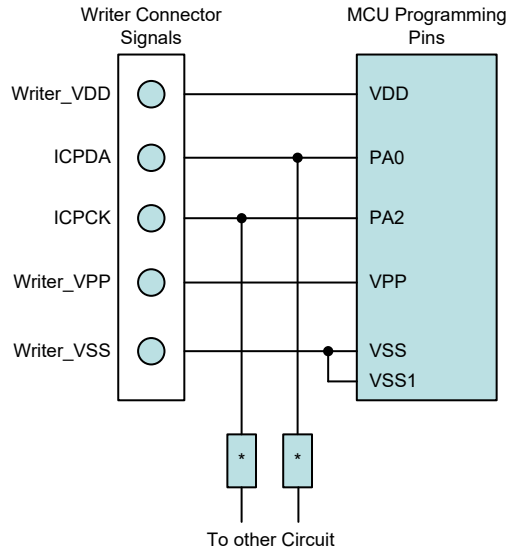 Writer Connector
Signals
MCU Programming
Pins
Writer_VDD
VDD
ICPDA
PA0
ICPCK
PA2
Writer_VPP
VPP
Writer_VSS
VSS
VSS1
*
*
To other Circuit